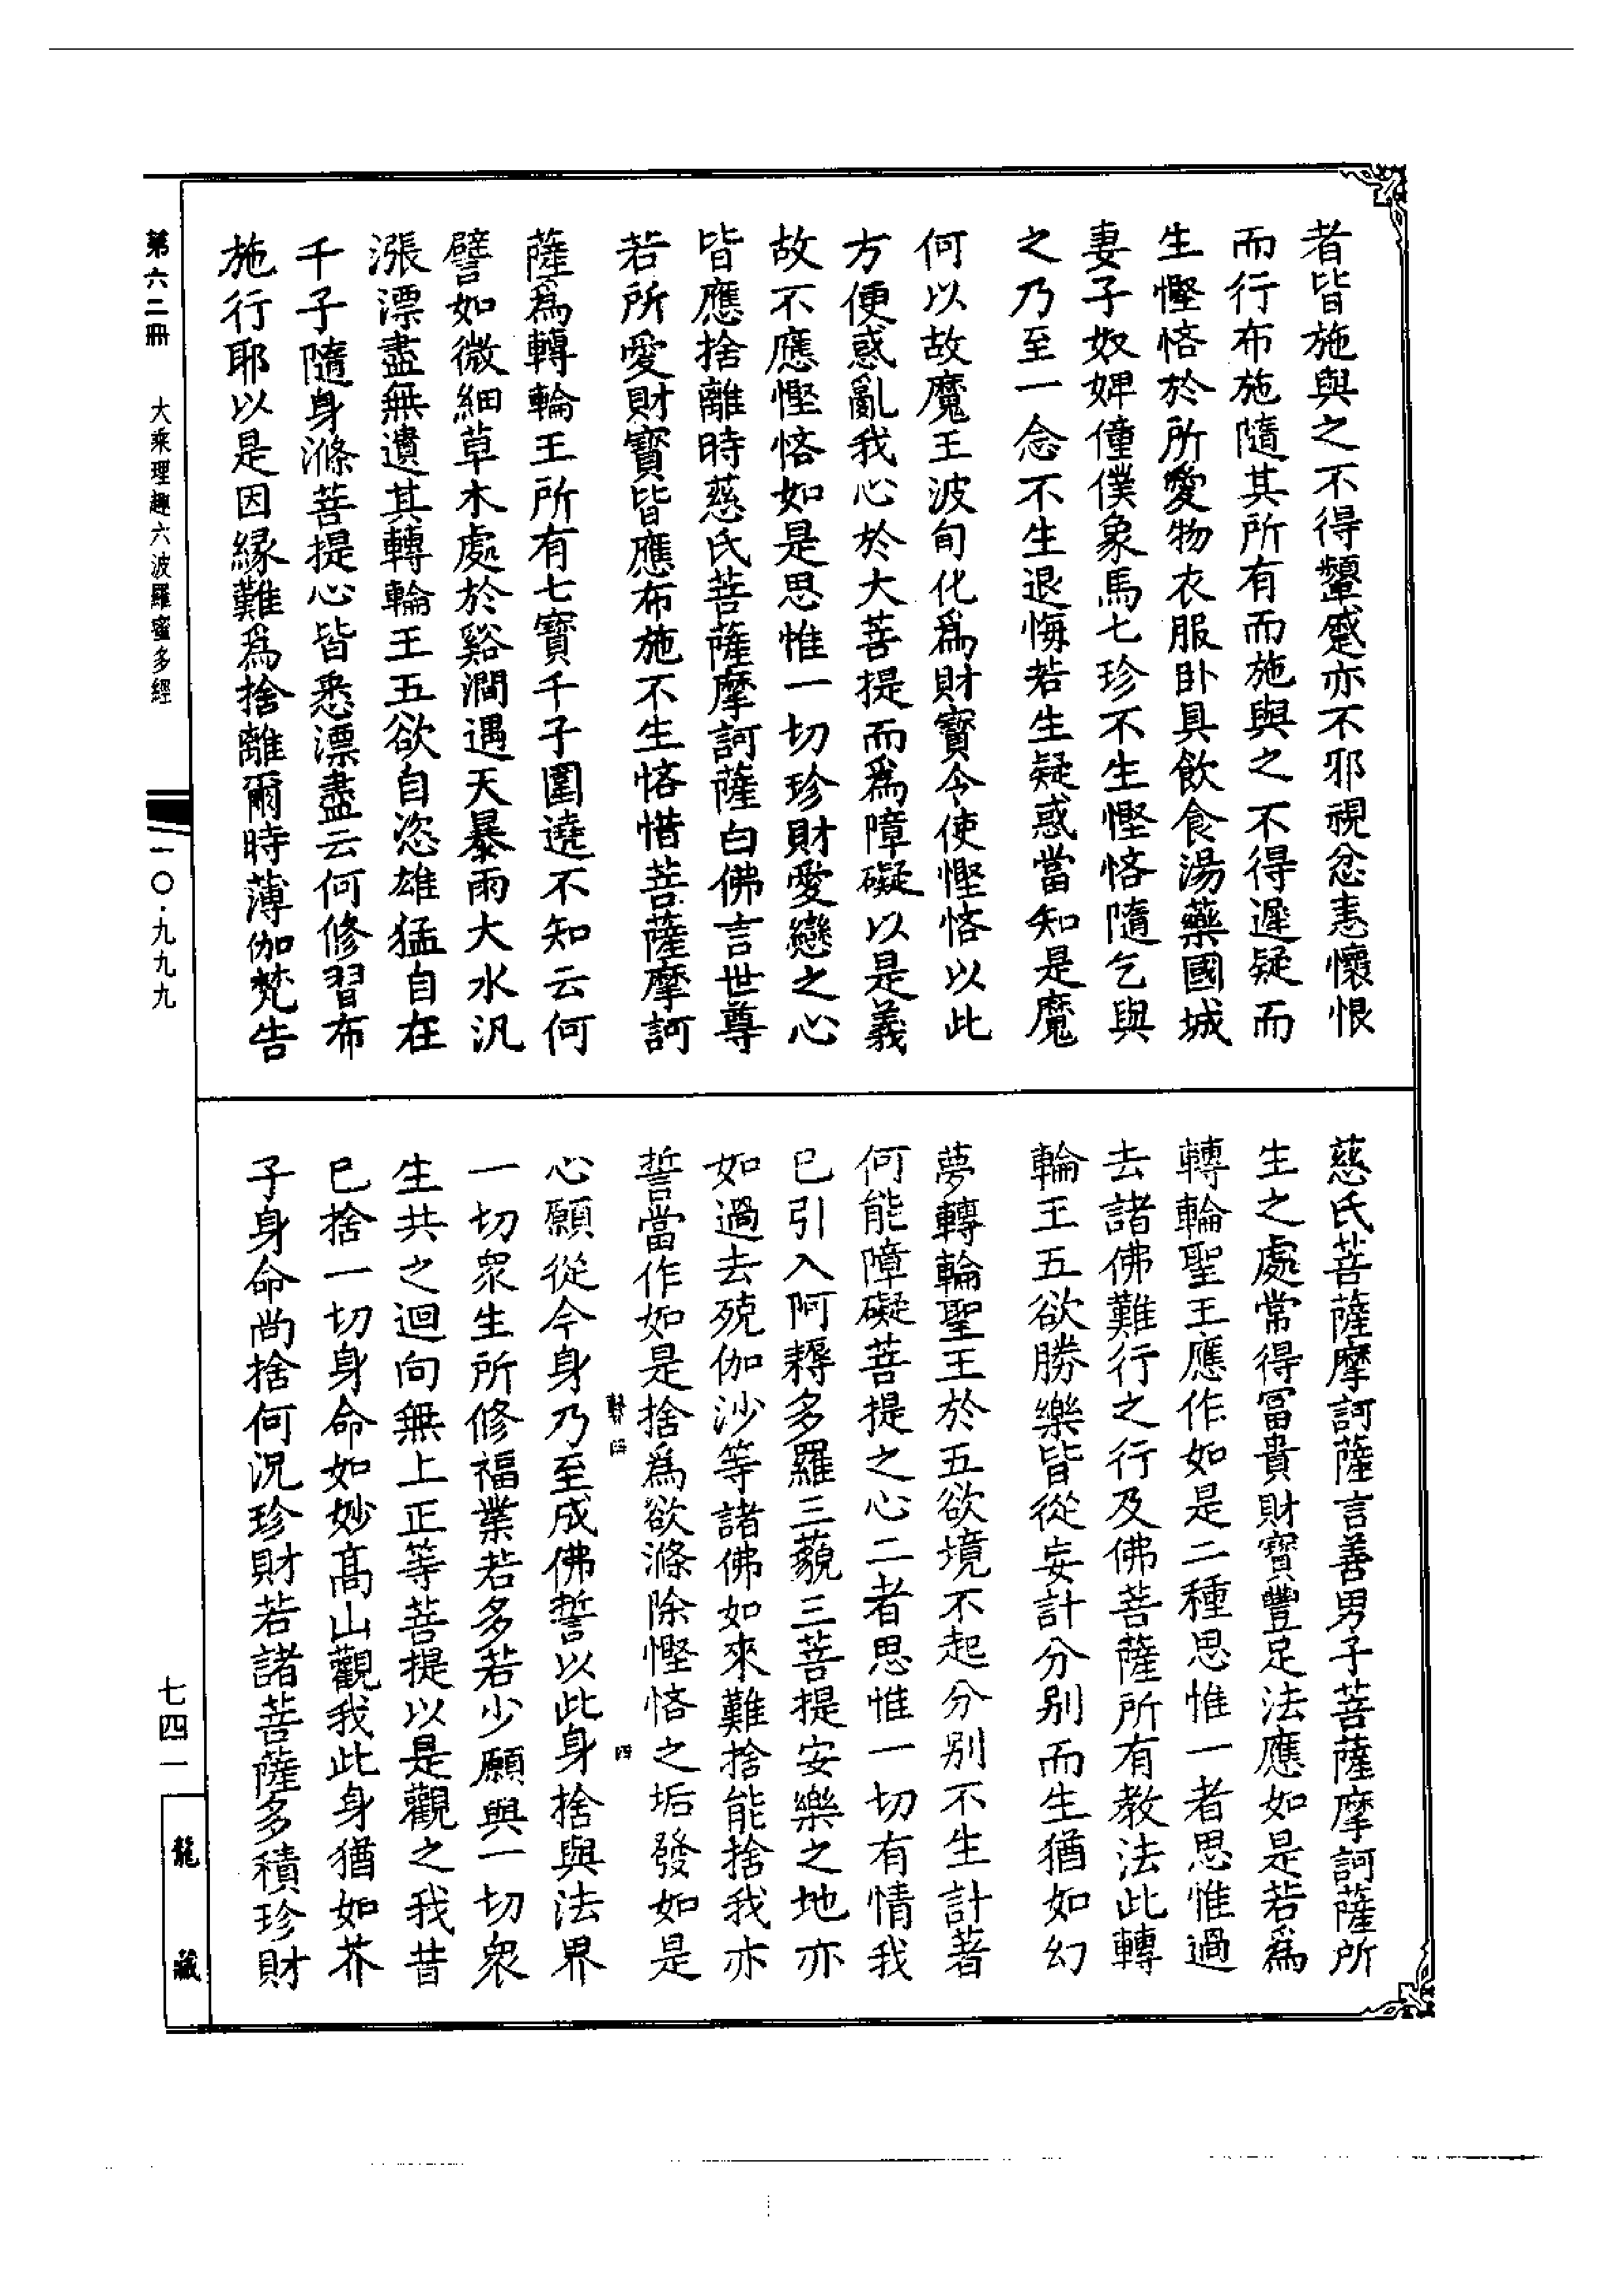 者皆施與之不得顰蹙亦不邪視忿恚懷恨
而行布施隨其所有而施與之不得遲疑而
生慳悋於所愛物衣服卧具飲食湯藥國城
妻子奴婢僮僕象馬七珍不生慳悋隨乞與
之乃至一念不生退悔若生疑惑當知是魔
何以故魔王波旬化爲財寶令使慳悋以此
方便惑亂我心於大菩提而爲障礙以是義
故不應慳悋如是思惟一切珍財愛戀之心
皆應捨離時慈氏菩薩摩訶薩白佛言世尊
若所愛財寶皆應布施不生悋惜菩薩摩訶
薩爲轉輪王所有七寶千子圍遶不知云何
譬如微細草木處於谿澗遇天暴雨大水汎
漲漂盡無遺其轉輪王五欲自恣雄猛自在
千子隨身滌菩提心皆悉漂盡云何修習布
施行耶以是因緣難爲捨離爾時薄伽梵告
慈氏菩薩摩訶薩言善男子菩薩摩訶薩所
生之處常得冨貴財寶豐足法應如是若爲
轉輪聖王應作如是二種思惟一者思惟過
去諸佛難行之行及佛菩薩所有教法此轉
輪王五欲勝樂皆從妄計分别而生猶如幻
夢轉輪聖王於五欲境不起分别不生計著
何能障礙菩提之心二者思惟一切有情我
已引入阿耨多羅三藐三菩提安樂之地亦
如過去殑伽沙等諸佛如來難捨能捨我亦
誓當作如是捨爲欲滌除慳悋之垢發如是
心願從今身乃至成佛誓以此身捨與法界
一切衆生所修福業若多若少願與一切衆
生共之迴向無上正等菩提以是觀之我昔
已捨一切身命如妙高山觀我此身猶如芥
子身命尚捨何況珍財若諸菩薩多積珍財
第六二冊
大乘理趣六波羅蜜多經
一〇·九九九
七四一
龍藏